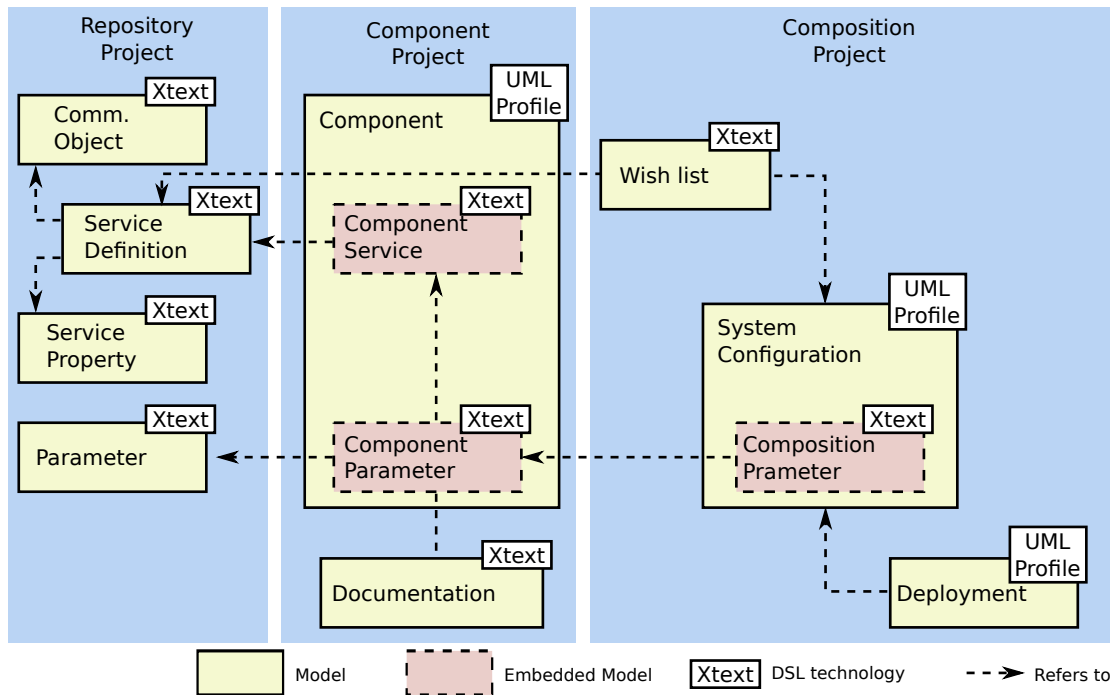 Repository
Project
Xtext
Comm.
Object
Xtext
Service
Definition
Xtext
Service
Property
Xtext
Parameter
Component
Project
UML
Profile
Component
Xtext
Component
Service
Xtext
Component
Parameter
Xtext
Documentation
Composition
Project
Xtext
Wish list
UML
Profile
System
Configuration
Xtext
Composition
Prameter
UML
Profile
Deployment
Model
Embedded Model
Xtext
DSL technology
Refers to